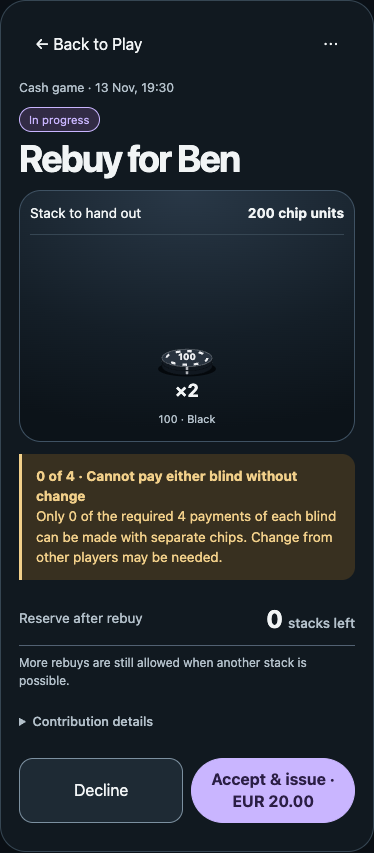 ← Back to Play
···
Cash game · 13 Nov, 19:30
In progress
Rebuy for Ben
Stack to hand out
200 chip units
100
×2
100 · Black
0 of 4 · Cannot pay either blind without
change
Only 0 of the required 4 payments of each blind
can be made with separate chips. Change from
other players may be needed.
Reserve after rebuy
0 stacks left
More rebuys are still allowed when another stack is
possible.
▶ Contribution details
Decline
Accept & issue ·
EUR 20.00